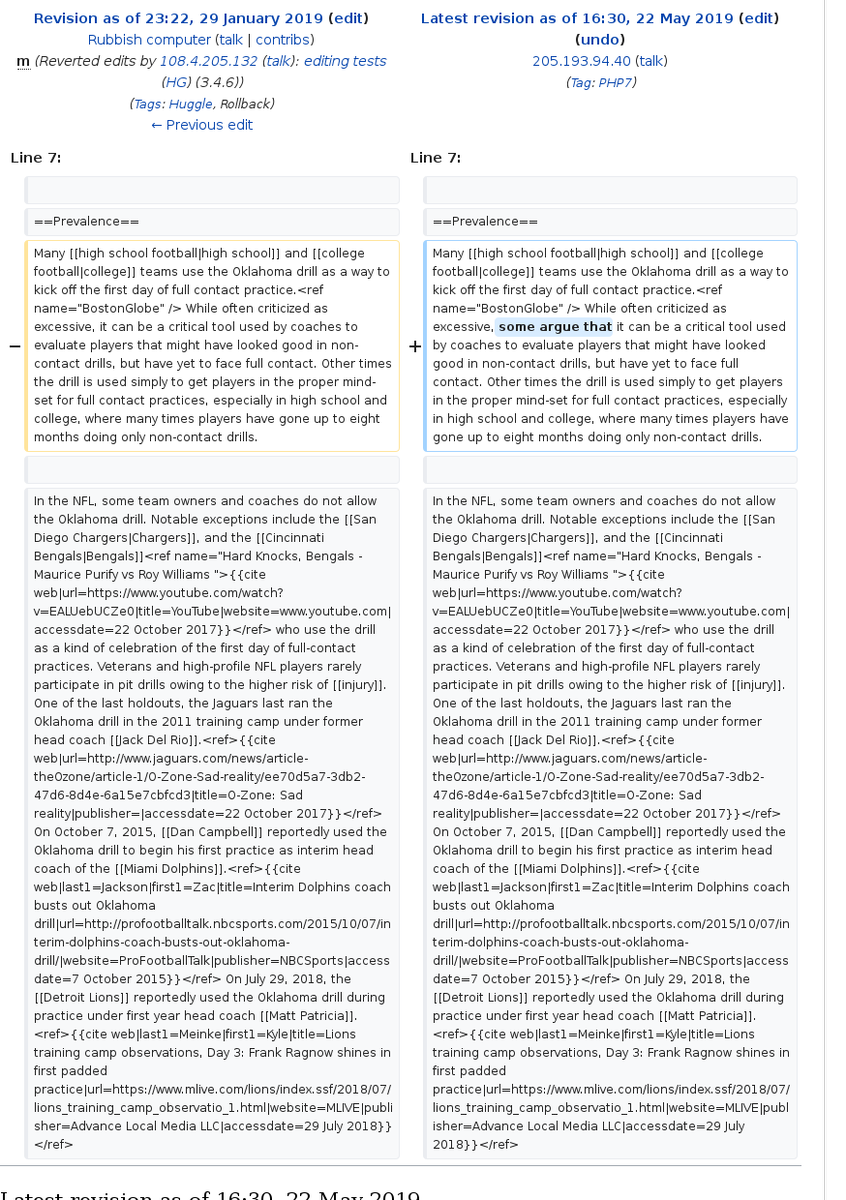 Revision as of 23:22, 29 January 2019 (edit)
Rubbish computer (talk | contribs)
m (Reverted edits by 108.4.205.132 (talk): editing tests
(HG) (3.4.6))
(Tags: Huggle, Rollback)
← Previous edit
Latest revision as of 16:30, 22 May 2019 (edit)
(undo)
205.193.94.40 (talk)
(Tag: PHP7)
Line 7:
Line 7:
==Prevalence==
==Prevalence==
−
Many [[high school football|high school]] and [[college
football|college]] teams use the Oklahoma drill as a way to
kick off the first day of full contact practice.<ref
name="BostonGlobe" /> While often criticized as
excessive, it can be a critical tool used by coaches to
evaluate players that might have looked good in non-
contact drills, but have yet to face full contact. Other times
the drill is used simply to get players in the proper mind-
set for full contact practices, especially in high school and
college, where many times players have gone up to eight
months doing only non-contact drills.
+
Many [[high school football|high school]] and [[college
football|college]] teams use the Oklahoma drill as a way to
kick off the first day of full contact practice.<ref
name="BostonGlobe" /> While often criticized as
excessive, some argue that it can be a critical tool used
by coaches to evaluate players that might have looked
good in non-contact drills, but have yet to face full
contact. Other times the drill is used simply to get players
in the proper mind-set for full contact practices, especially
in high school and college, where many times players have
gone up to eight months doing only non-contact drills.
In the NFL, some team owners and coaches do not allow
the Oklahoma drill. Notable exceptions include the [[San
Diego Chargers|Chargers]], and the [[Cincinnati
Bengals|Bengals]]<ref name="Hard Knocks, Bengals -
Maurice Purify vs Roy Williams ">{{cite
web|url=https://www.youtube.com/watch?
v=EALUebUCZe0|title=YouTube|website=www.youtube.com|
accessdate=22 October 2017}}</ref> who use the drill
as a kind of celebration of the first day of full-contact
practices. Veterans and high-profile NFL players rarely
participate in pit drills owing to the higher risk of [[injury]].
One of the last holdouts, the Jaguars last ran the
Oklahoma drill in the 2011 training camp under former
head coach [[Jack Del Rio]].<ref>{{cite
web|url=http://www.jaguars.com/news/article-
theOzone/article-1/O-Zone-Sad-reality/ee70d5a7-3db2-
47d6-8d4e-6a15e7cbfcd3|title=O-Zone: Sad
reality|publisher=|accessdate=22 October 2017}}</ref>
On October 7, 2015, [[Dan Campbell]] reportedly used the
Oklahoma drill to begin his first practice as interim head
coach of the [[Miami Dolphins]].<ref>{{cite
web|last1=Jackson|first1=Zac|title=Interim Dolphins coach
busts out Oklahoma
drill|url=http://profootballtalk.nbcsports.com/2015/10/07/in
terim-dolphins-coach-busts-out-oklahoma-
drill/|website=ProFootballTalk|publisher=NBCSports|access
date=7 October 2015}}</ref> On July 29, 2018, the
[[Detroit Lions]] reportedly used the Oklahoma drill during
practice under first year head coach [[Matt Patricia]].
<ref>{{cite web|last1=Meinke|first1=Kyle|title=Lions
training camp observations, Day 3: Frank Ragnow shines in
first padded
practice|url=https://www.mlive.com/lions/index.ssf/2018/07/
lions_training_camp_observatio_1.html|website=MLIVE|publi
sher=Advance Local Media LLC|accessdate=29 July 2018}}
</ref>
In the NFL, some team owners and coaches do not allow
the Oklahoma drill. Notable exceptions include the [[San
Diego Chargers|Chargers]], and the [[Cincinnati
Bengals|Bengals]]<ref name="Hard Knocks, Bengals -
Maurice Purify vs Roy Williams ">{{cite
web|url=https://www.youtube.com/watch?
v=EALUebUCZe0|title=YouTube|website=www.youtube.com|
accessdate=22 October 2017}}</ref> who use the drill
as a kind of celebration of the first day of full-contact
practices. Veterans and high-profile NFL players rarely
participate in pit drills owing to the higher risk of [[injury]].
One of the last holdouts, the Jaguars last ran the
Oklahoma drill in the 2011 training camp under former
head coach [[Jack Del Rio]].<ref>{{cite
web|url=http://www.jaguars.com/news/article-
theOzone/article-1/O-Zone-Sad-reality/ee70d5a7-3db2-
47d6-8d4e-6a15e7cbfcd3|title=O-Zone: Sad
reality|publisher=|accessdate=22 October 2017}}</ref>
On October 7, 2015, [[Dan Campbell]] reportedly used the
Oklahoma drill to begin his first practice as interim head
coach of the [[Miami Dolphins]].<ref>{{cite
web|last1=Jackson|first1=Zac|title=Interim Dolphins coach
busts out Oklahoma
drill|url=http://profootballtalk.nbcsports.com/2015/10/07/in
terim-dolphins-coach-busts-out-oklahoma-
drill/|website=ProFootballTalk|publisher=NBCSports|access
date=7 October 2015}}</ref> On July 29, 2018, the
[[Detroit Lions]] reportedly used the Oklahoma drill during
practice under first year head coach [[Matt Patricia]].
<ref>{{cite web|last1=Meinke|first1=Kyle|title=Lions
training camp observations, Day 3: Frank Ragnow shines in
first padded
practice|url=https://www.mlive.com/lions/index.ssf/2018/07/
lions_training_camp_observatio_1.html|website=MLIVE|publ
isher=Advance Local Media LLC|accessdate=29 July
2018}}</ref>
Latest revision as of 16:30, 22 May 2019